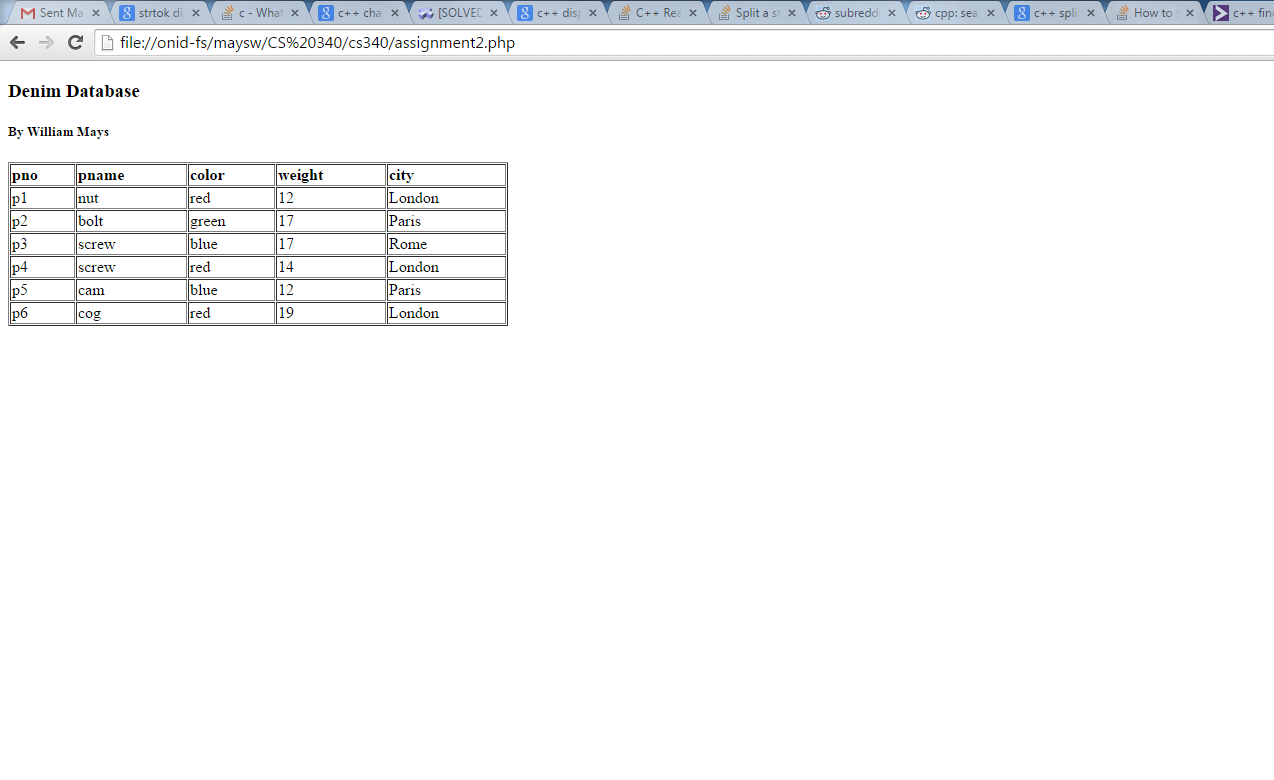 Sent Ma strtok di c - What c++ cha [SOLVED c++ disp C++ Rea Split a st subredd cpp: sea c++ spli How to c++ fin
file://onid-fs/maysw/CS%20340/cs340/assignment2.php
Denim Database
By William Mays
pno pname color weight city
p1 nut red 12 London
p2 bolt green 17 Paris
p3 screw blue 17 Rome
p4 screw red 14 London
p5 cam blue 12 Paris
p6 cog red 19 London